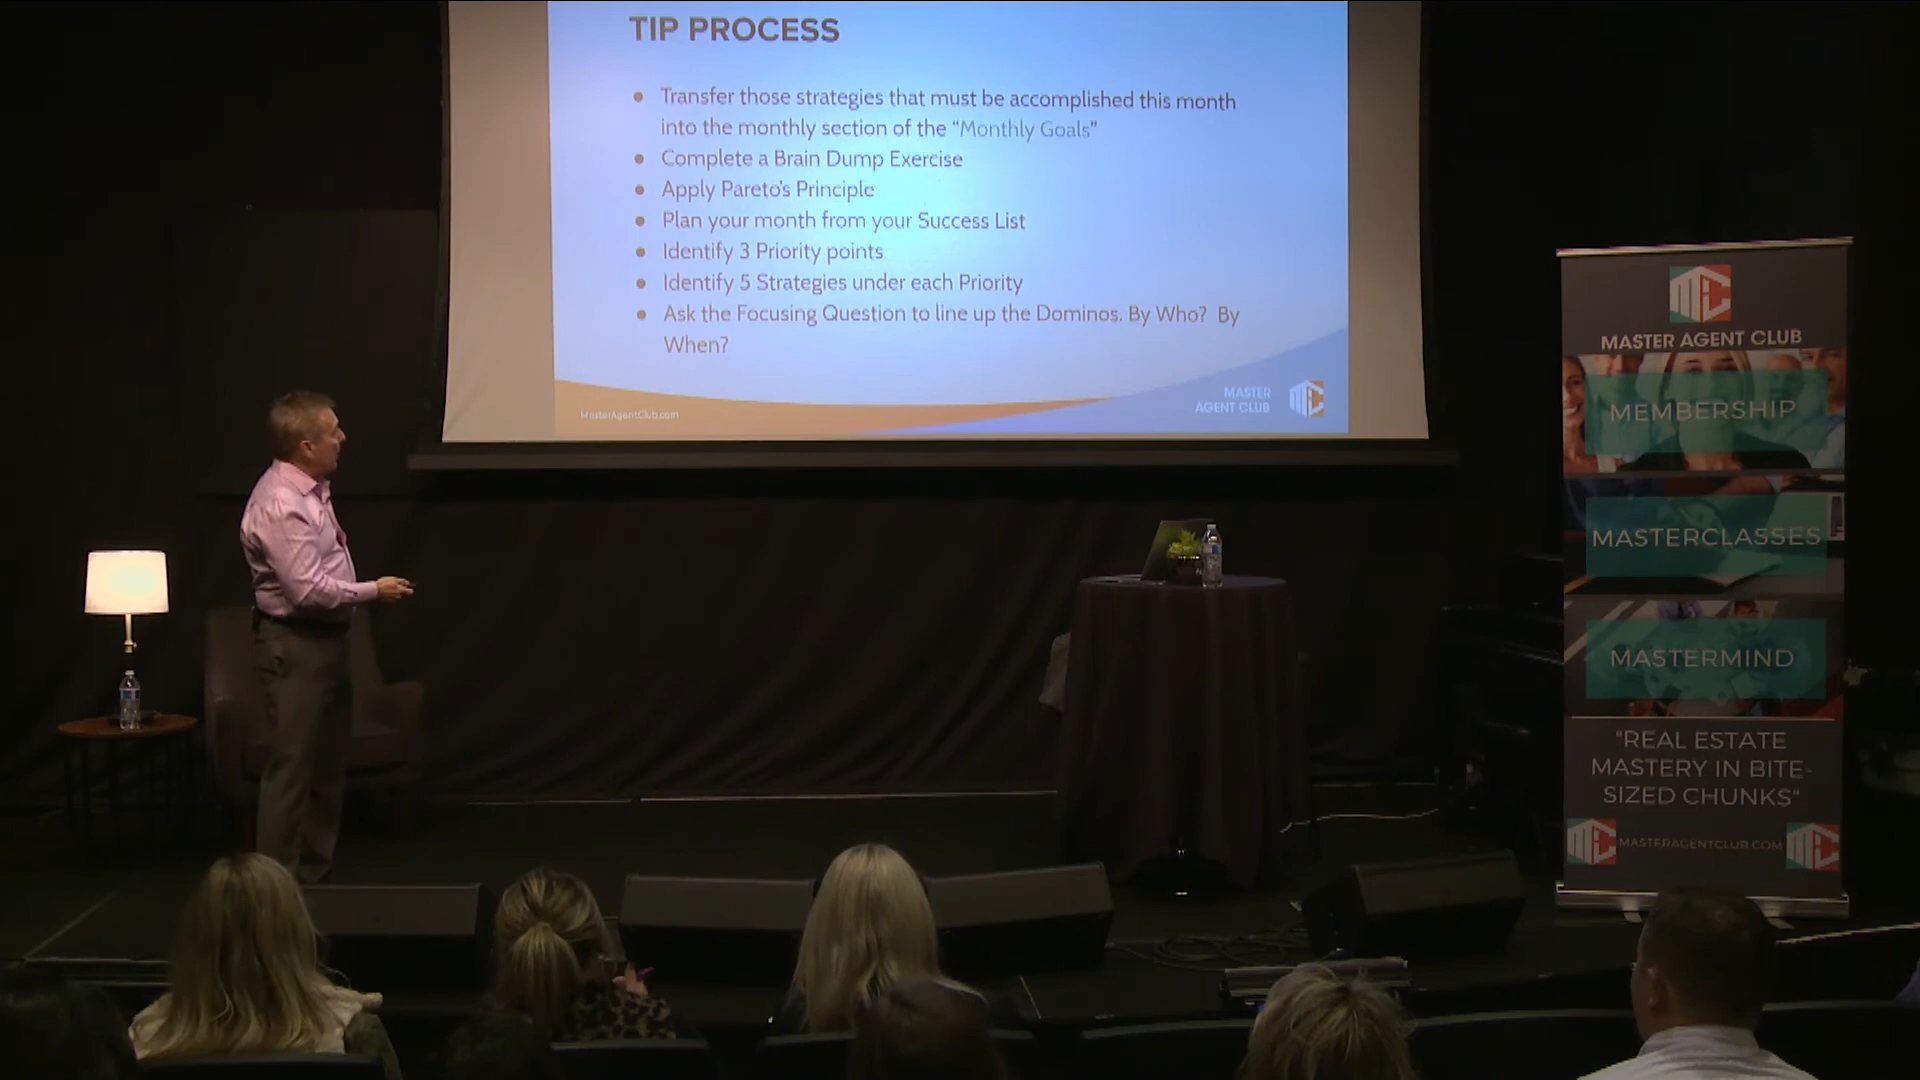 TIP PROCESS
● Transfer those strategies that must be accomplished this month
into the monthly section of the "Monthly Goals"
● Complete a Brain Dump Exercise
● Apply Pareto's Principle
● Plan your month from your Success List
● Identify 3 Priority points
● Identify 5 Strategies under each Priority
● Ask the Focusing Question to line up the Dominos. By Who? By
When?
MasterAgentClub.com
MASTER
AGENT CLUB
MC
MASTER AGENT CLUB
MEMBERSHIP
MASTERCLASSES
MASTERMIND
"REAL ESTATE
MASTERY IN BITE-
SIZED CHUNKS"
MASTERAGENTCLUB.COM